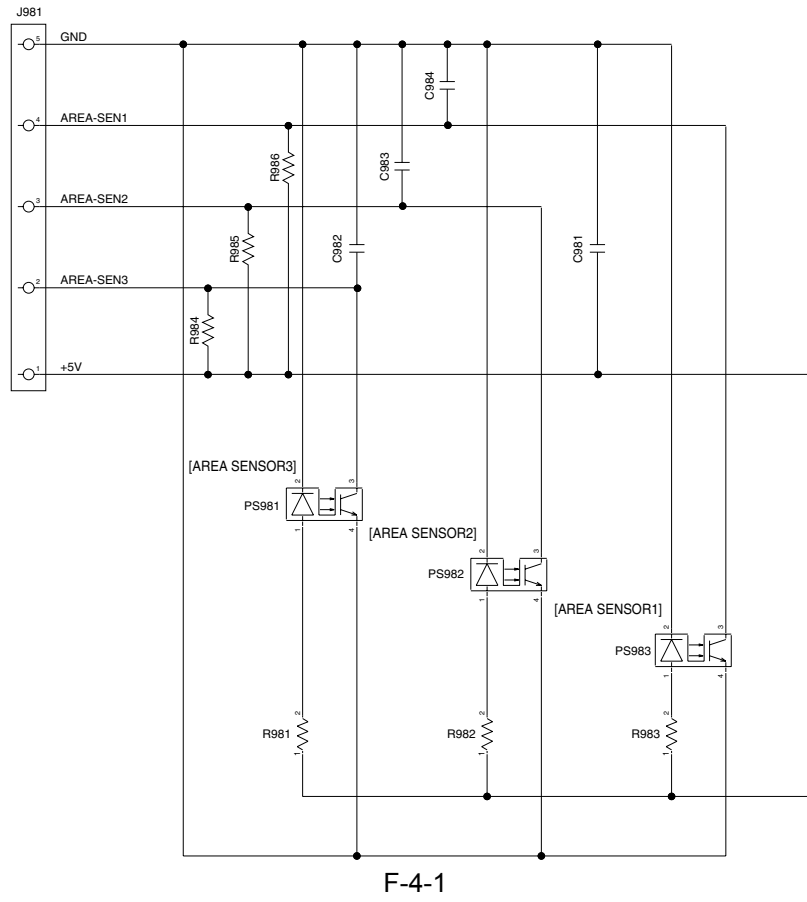 J981
5 GND
C984
4 AREA-SEN1
R986
C983
3 AREA-SEN2
R985
C982
C981
2 AREA-SEN3
R984
1 +5V
[AREA SENSOR3]
2 3
PS981
1 4
[AREA SENSOR2]
2 3
PS982
1 4
[AREA SENSOR1]
2 3
PS983
1 4
2 2 2
R981 R982 R983
1 1 1
F-4-1